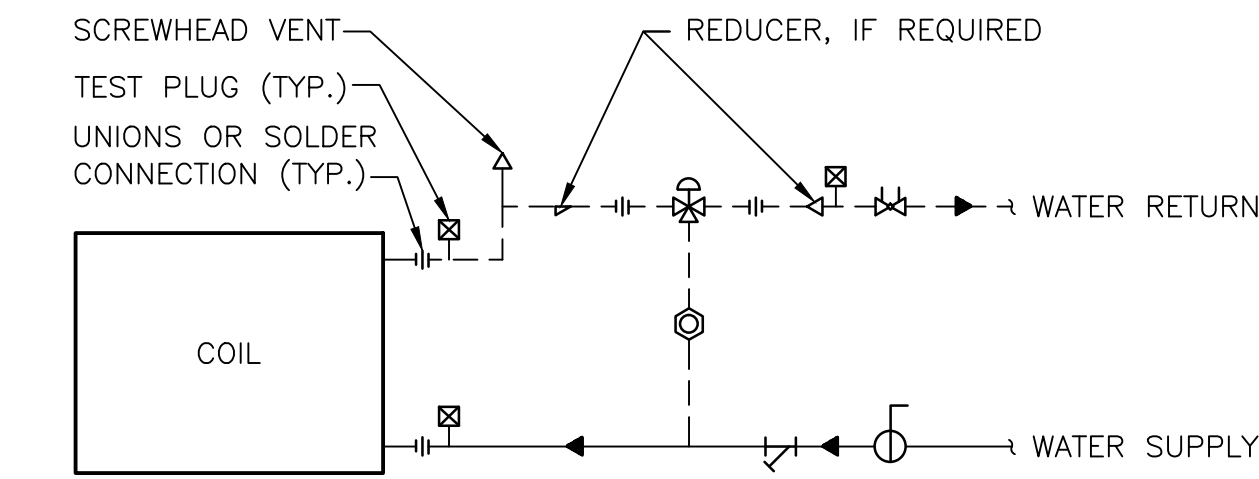 SCREWHEAD VENT
REDUCER, IF REQUIRED
TEST PLUG (TYP.)
UNIONS OR SOLDER
CONNECTION (TYP.)
WATER RETURN
COIL
WATER SUPPLY